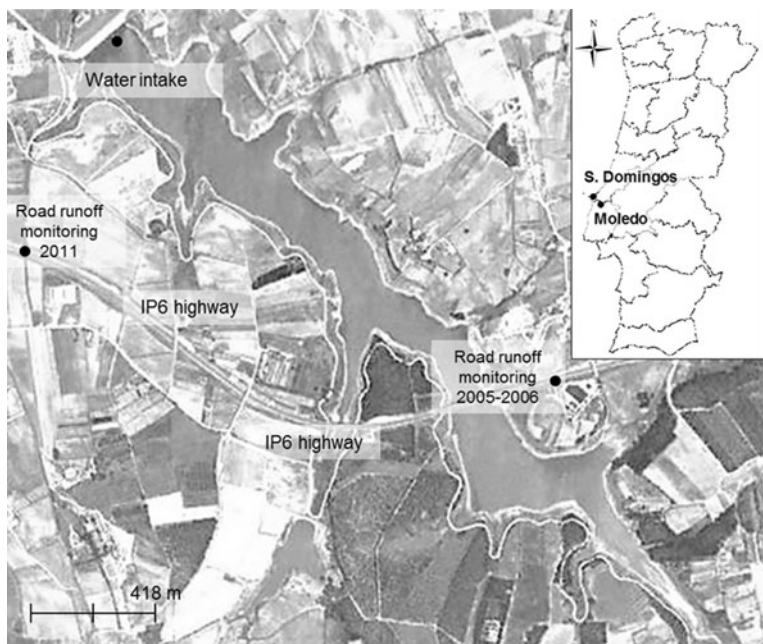 Water intake
N
S. Domingos
Moledo
Road runoff
monitoring
2011
IP6 highway
Road runoff
monitoring
2005-2006
IP6 highway
418 m